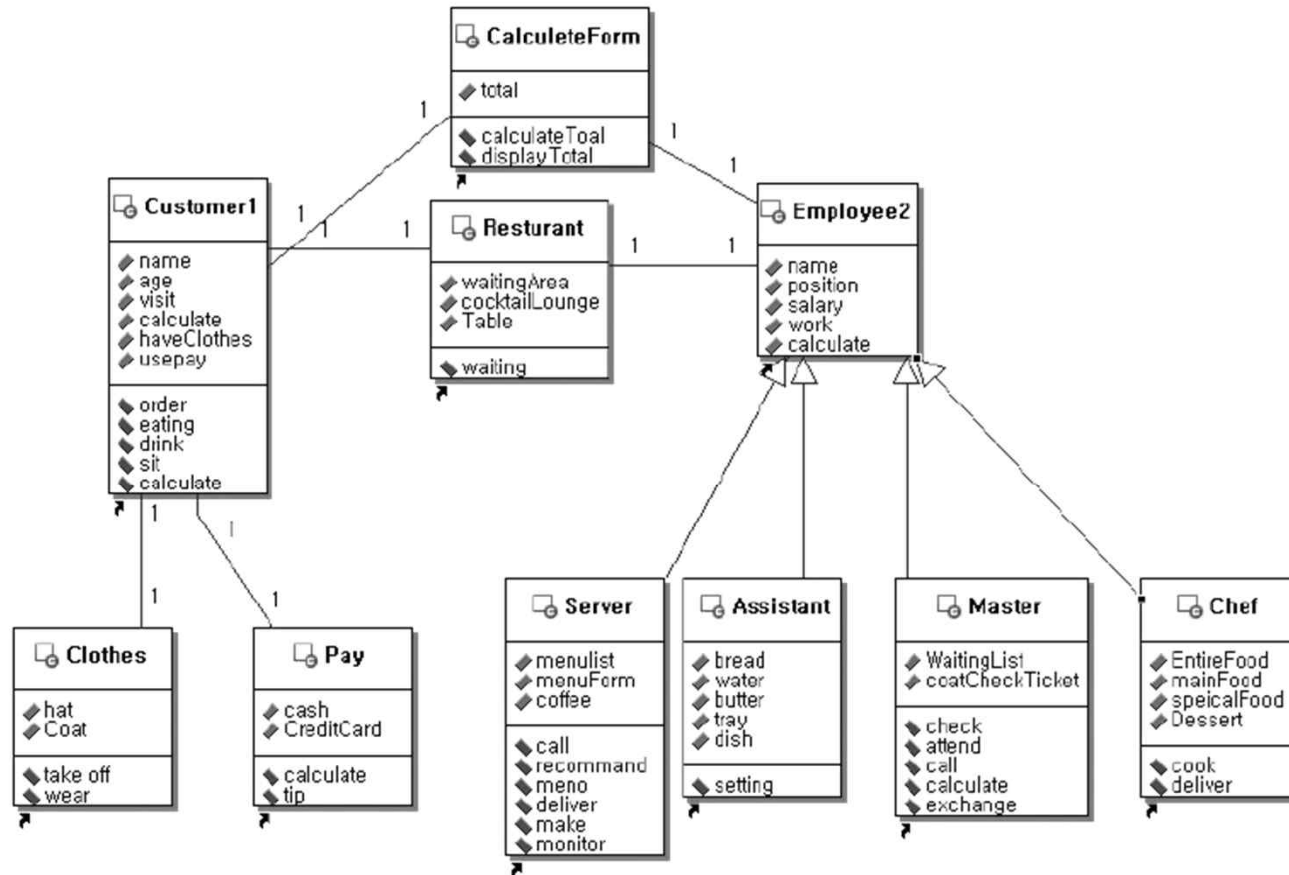 CalculeteForm
total
calculateToal
displayTotal
1
1
1
1
Customer1
name
age
visit
calculate
haveClothes
usepay
order
eating
drink
sit
calculate
1
1
Resturant
waitingArea
cocktailLounge
Table
waiting
1
1
Employee2
name
position
salary
work
calculate
1
1
1
1
Clothes
hat
Coat
take off
wear
Pay
cash
CreditCard
calculate
tip
Server
menulist
menuForm
coffee
call
recommand
meno
deliver
make
monitor
Assistant
bread
water
butter
tray
dish
setting
Master
WaitingList
coatCheckTicket
check
attend
call
calculate
exchange
Chef
EntireFood
mainFood
speicalFood
Dessert
cook
deliver